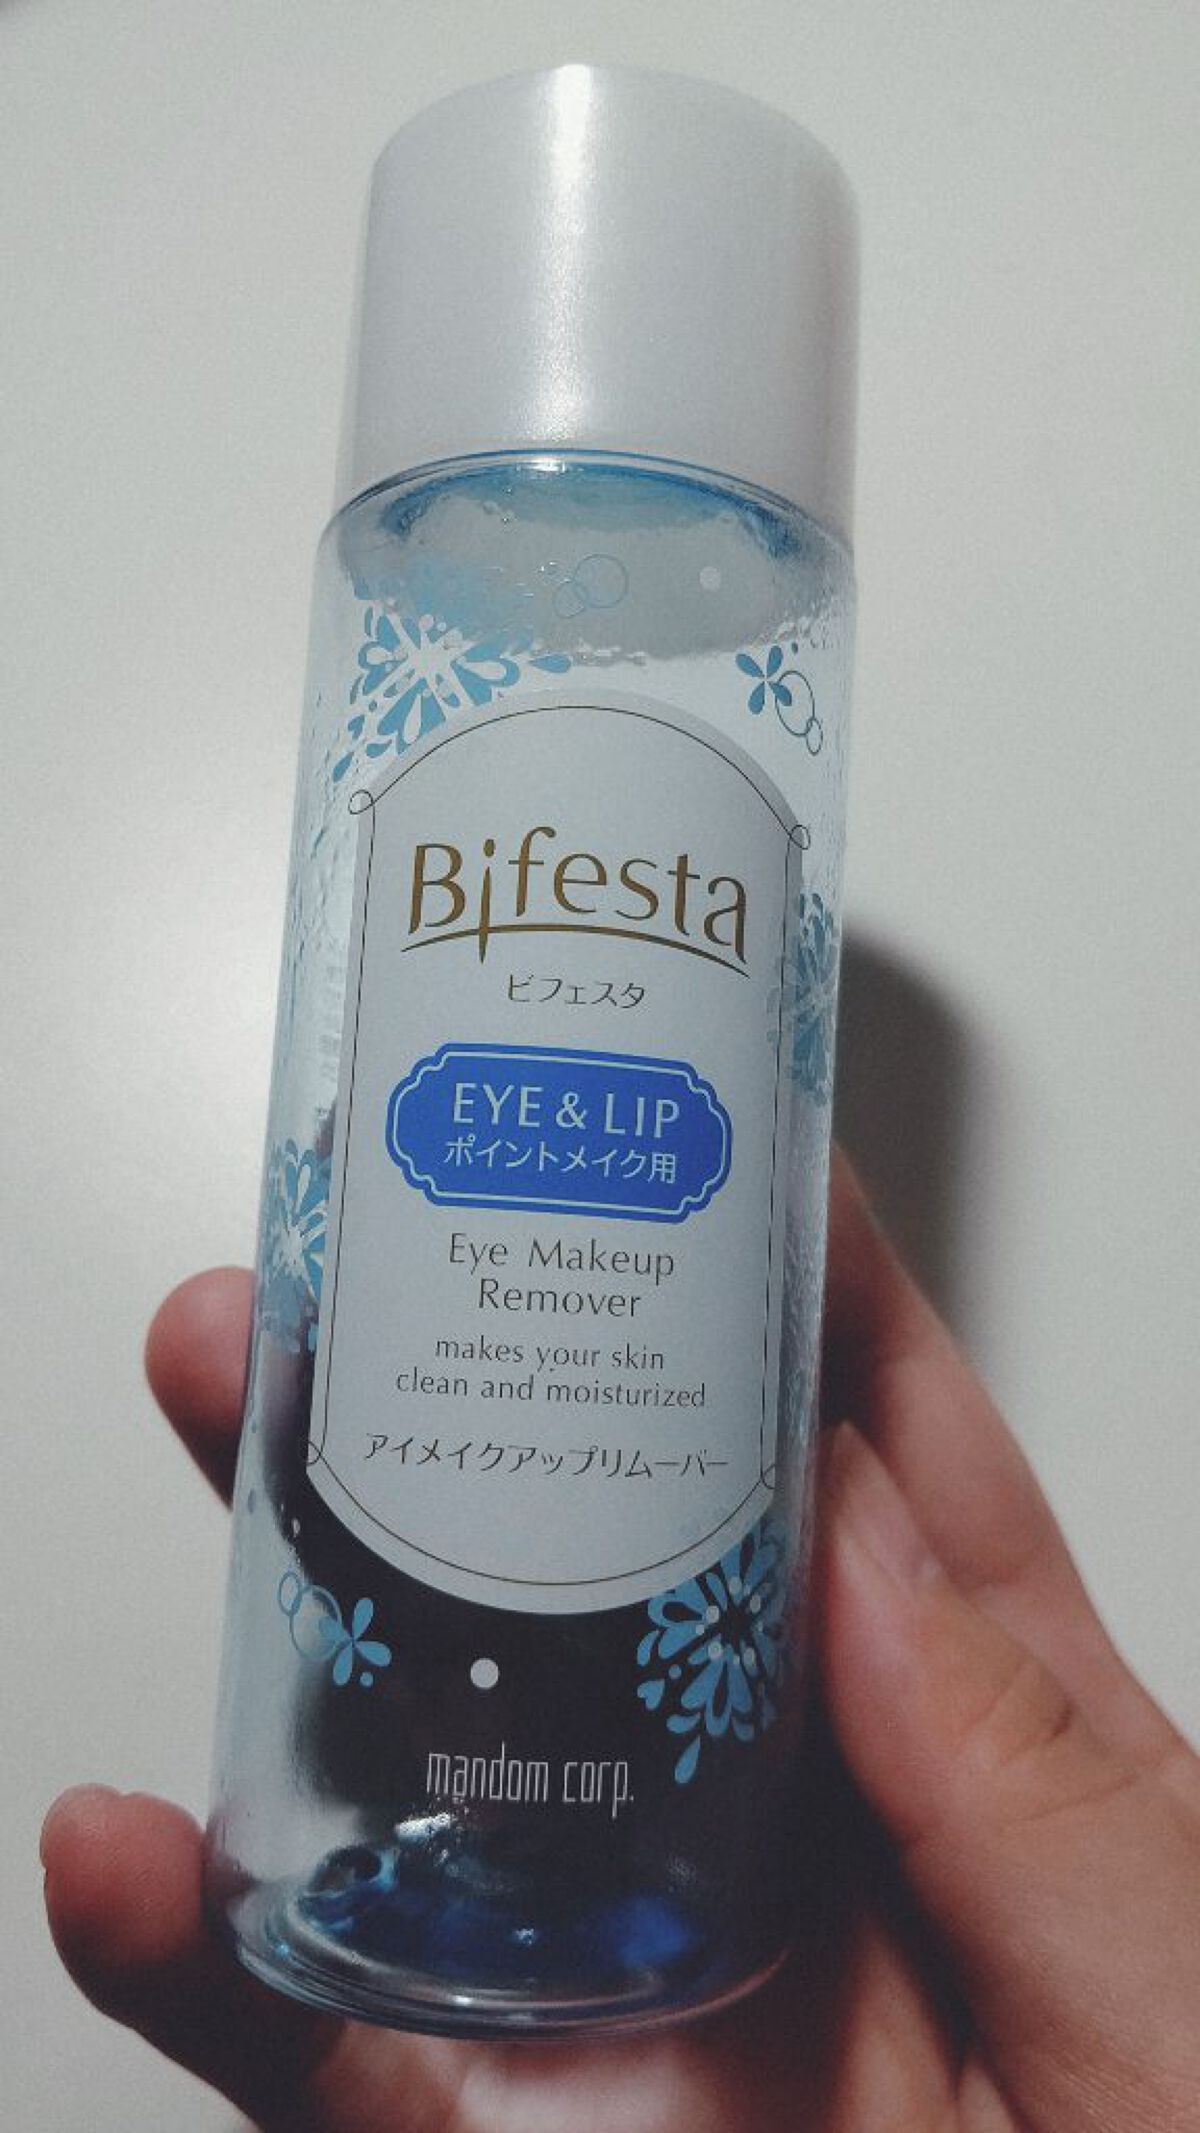 Bifesta
ビフェスタ
EYE & LIP
ポイントメイク用
Eye Makeup
Remover
makes your skin
clean and moisturized
アイメイクアップリムーバー
mandom corp.